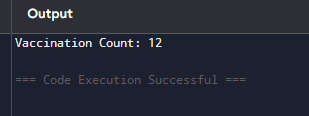 Output
Vaccination Count: 12
=== Code Execution Successful ===